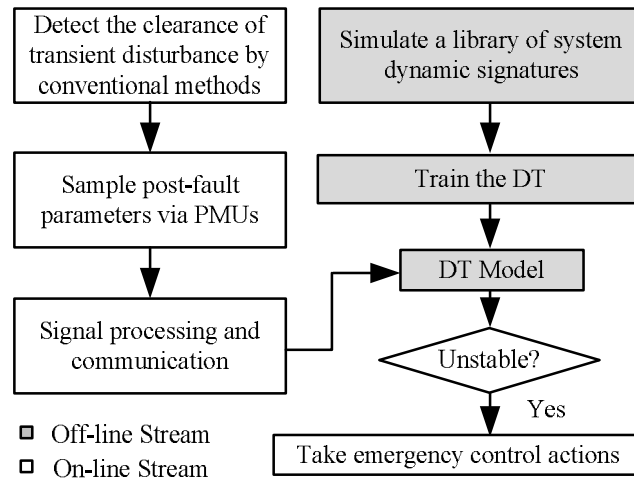 Detect the clearance of
transient disturbance by
conventional methods
Sample post-fault
parameters via PMUs
Signal processing and
communication
Simulate a library of system
dynamic signatures
Train the DT
DT Model
Unstable?
Yes
Take emergency control actions
Off-line Stream
On-line Stream